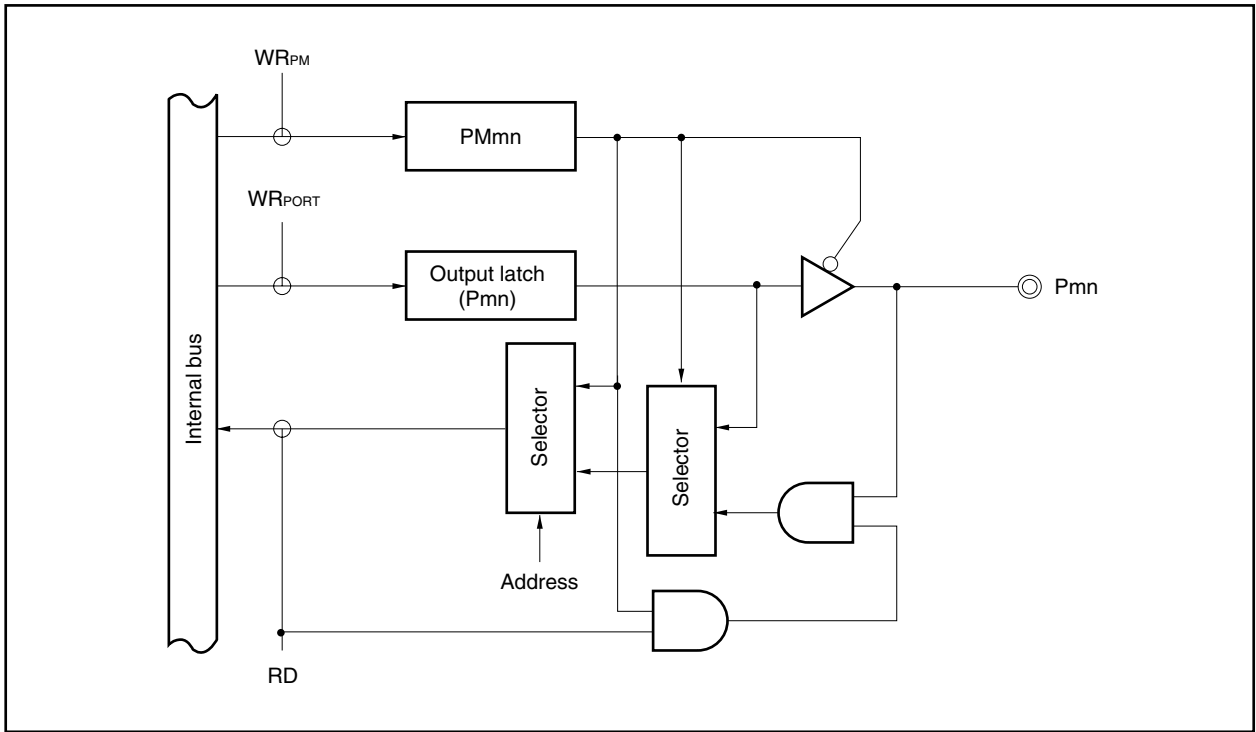 WRPM
PMmn
WRPORT
Output latch
(Pmn)
Pmn
Internal bus
Selector
Selector
Address
RD